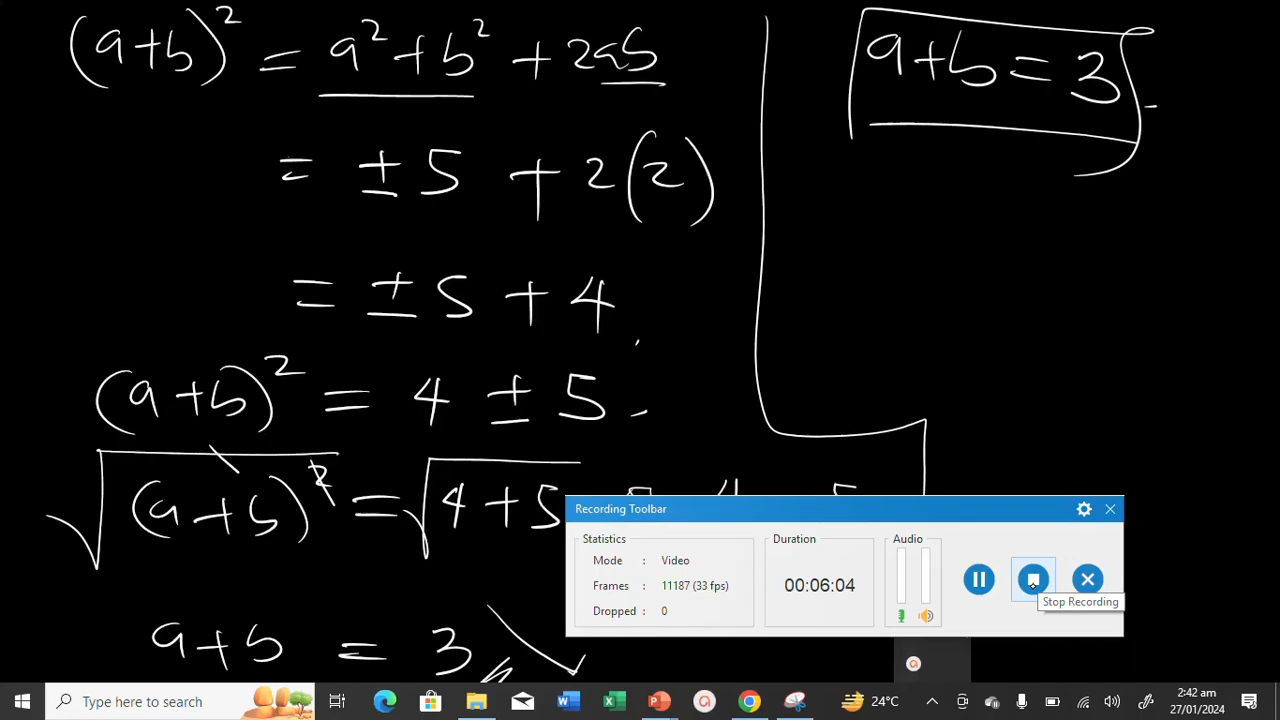 (a+b)² = a² + b² + 2ab
= ±5 + 2(2)
= ±5 + 4
(a+b)² = 4 ± 5
√(a+b)² = √4+5
a+b = 3
a+b = 3
Recording Toolbar
Statistics
Mode : Video
Frames : 11187 (33 fps)
Dropped : 0
Duration
00:06:04
Audio
Stop Recording
Type here to search
24°C
2:42 am
27/01/2024